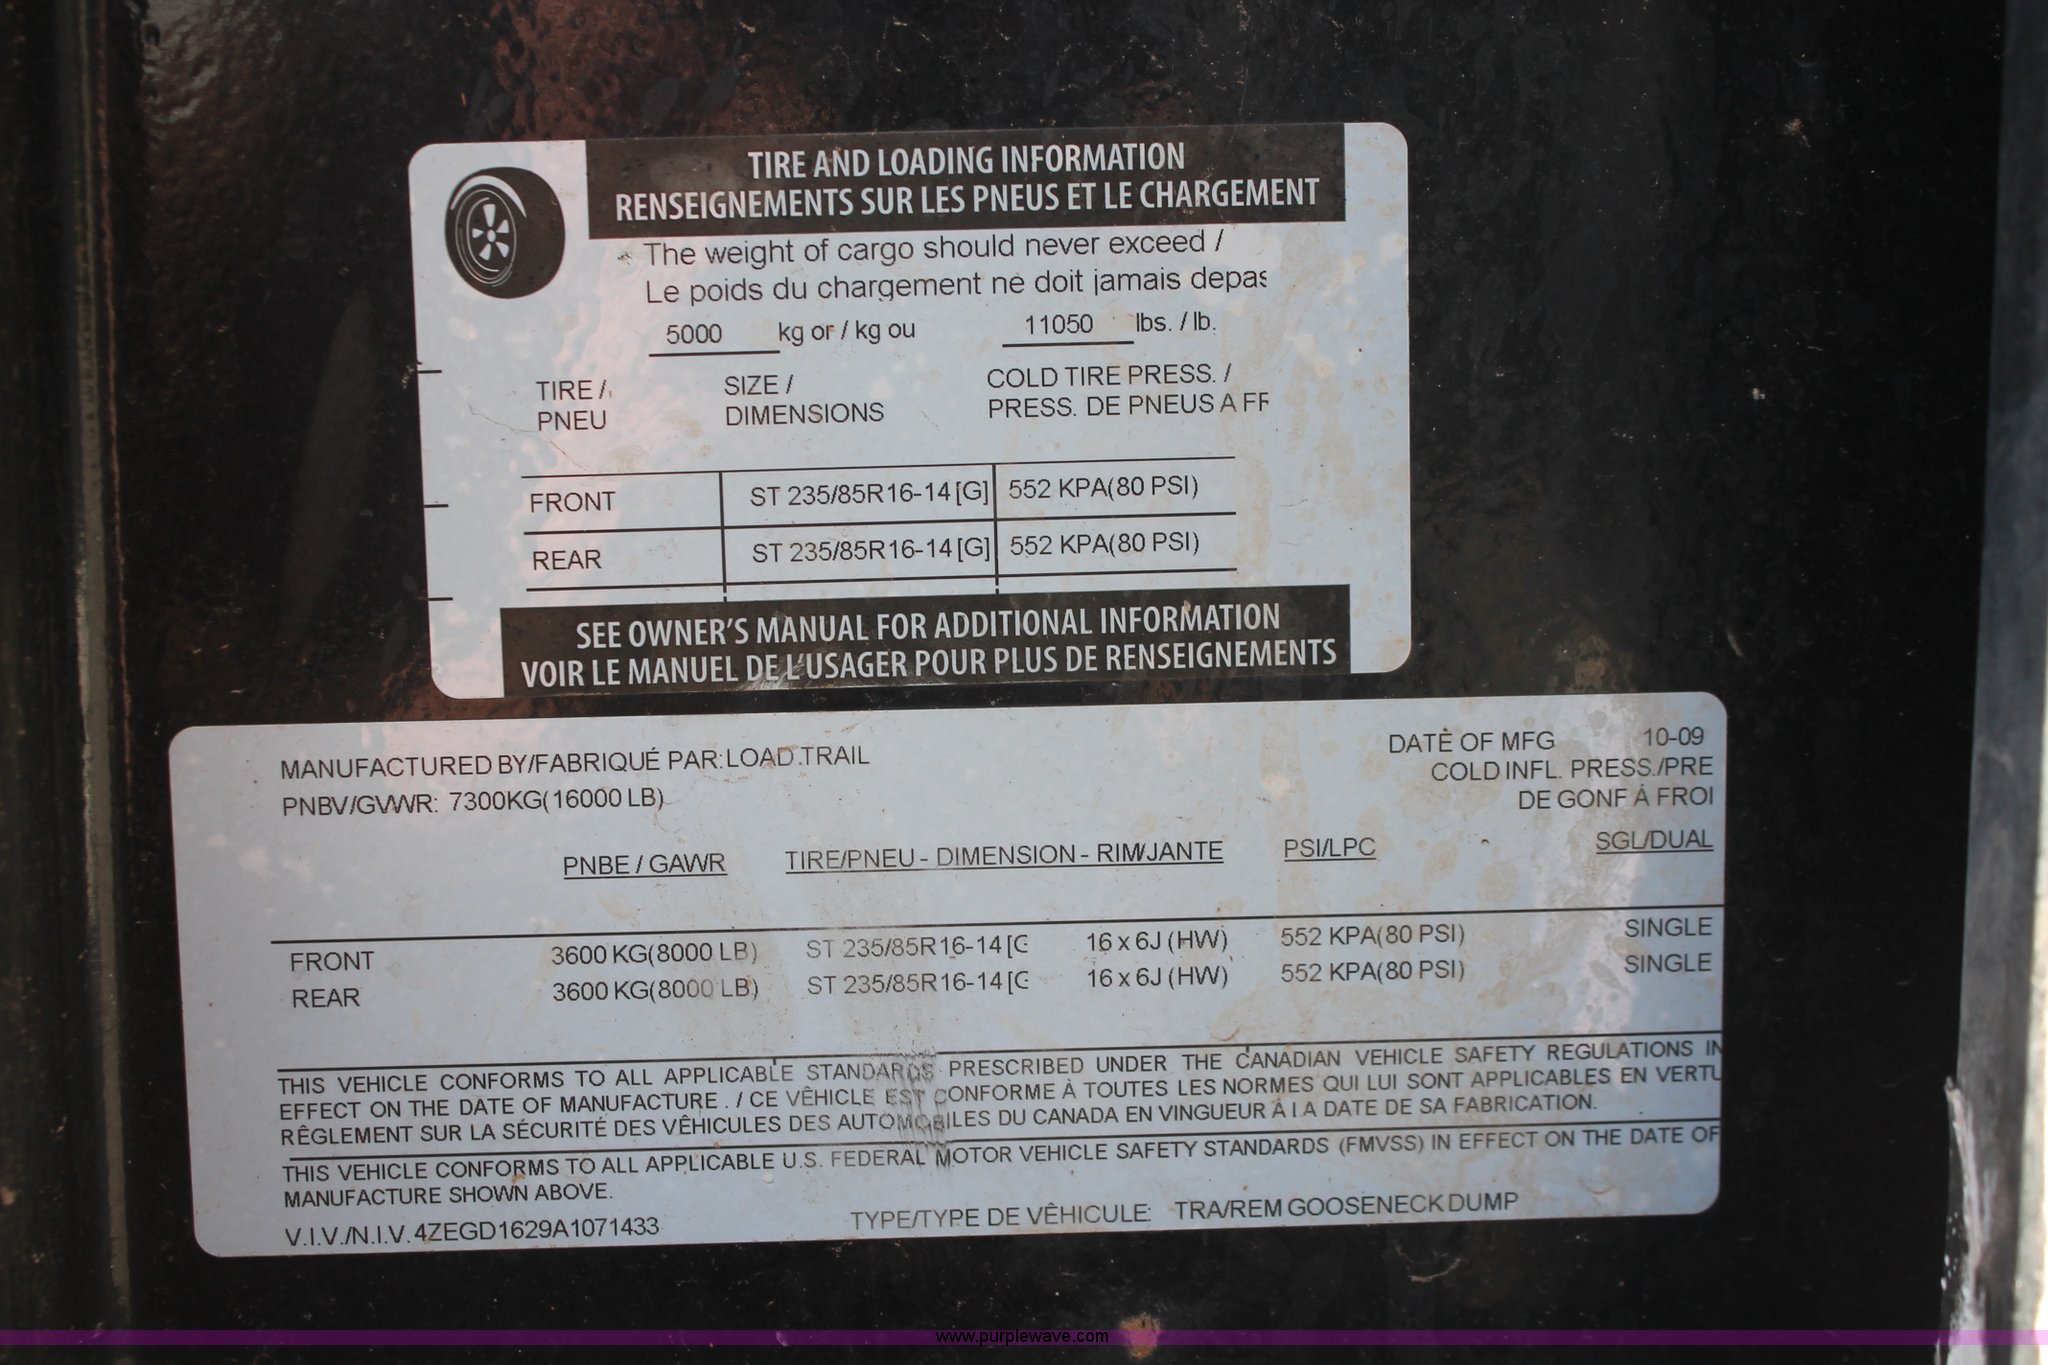 TIRE AND LOADING INFORMATION
RENSEIGNEMENTS SUR LES PNEUS ET LE CHARGEMENT
The weight of cargo should never exceed /
Le poids du chargement ne doit jamais depas
5000 kg or / kg ou 11050 lbs. / lb.
TIRE / SIZE / COLD TIRE PRESS. /
PNEU DIMENSIONS PRESS. DE PNEUS A FR
FRONT ST 235/85R16-14[G] 552 KPA(80 PSI)
REAR ST 235/85R16-14[G] 552 KPA(80 PSI)
SEE OWNER'S MANUAL FOR ADDITIONAL INFORMATION
VOIR LE MANUEL DE L'USAGER POUR PLUS DE RENSEIGNEMENTS
MANUFACTURED BY/FABRIQUÉ PAR: LOAD TRAIL DATE OF MFG 10-09
PNBV/GVWR: 7300KG(16000 LB) COLD INFL. PRESS./PRE
DE GONF À FROI
PNBE / GAWR TIRE/PNEU - DIMENSION - RIM/JANTE PSI/LPC SGL/DUAL
FRONT 3600 KG(8000 LB) ST 235/85R16-14[G 16 x 6J (HW) 552 KPA(80 PSI) SINGLE
REAR 3600 KG(8000 LB) ST 235/85R16-14[G 16 x 6J (HW) 552 KPA(80 PSI) SINGLE
THIS VEHICLE CONFORMS TO ALL APPLICABLE STANDARDS PRESCRIBED UNDER THE CANADIAN VEHICLE SAFETY REGULATIONS IN
EFFECT ON THE DATE OF MANUFACTURE . / CE VÊHICLE EST CONFORME À TOUTES LES NORMES QUI LUI SONT APPLICABLES EN VERTU
RÊGLEMENT SUR LA SÉCURITÉ DES VÊHICULES DES AUTOMOBILES DU CANADA EN VINGUEUR À LA DATE DE SA FABRICATION.
THIS VEHICLE CONFORMS TO ALL APPLICABLE U.S. FEDERAL MOTOR VEHICLE SAFETY STANDARDS (FMVSS) IN EFFECT ON THE DATE OF
MANUFACTURE SHOWN ABOVE.
V.I.V./N.I.V. 4ZEGD1629A1071433 TYPE/TYPE DE VÊHICULE: TRA/REM GOOSENECK DUMP
www.purplewave.com